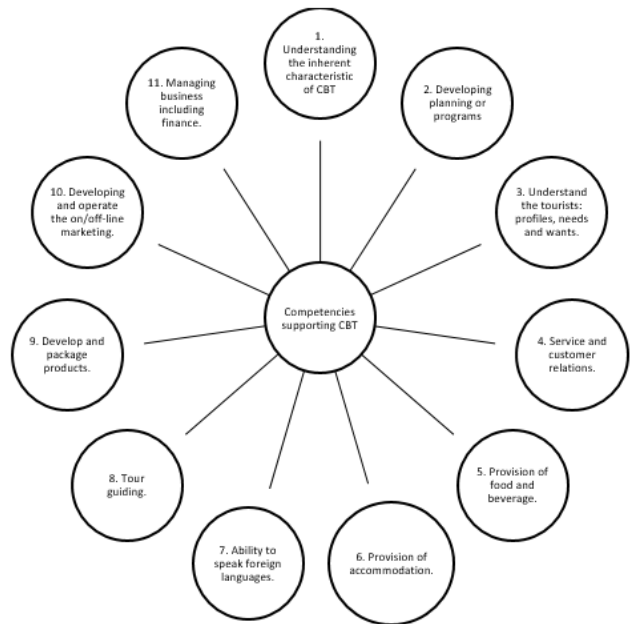 1.
Understanding
the inherent
characteristic
of CBT
2. Developing
planning or
programs
3. Understand
the tourists:
profiles, needs
and wants.
4. Service and
customer
relations.
5. Provision of
food and
beverage.
6. Provision of
accommodation.
7. Ability to
speak foreign
languages.
8. Tour
guiding.
9. Develop and
package
products.
10. Developing
and operate
the on/off-line
marketing.
11. Managing
business
including
finance.
Competencies
supporting CBT